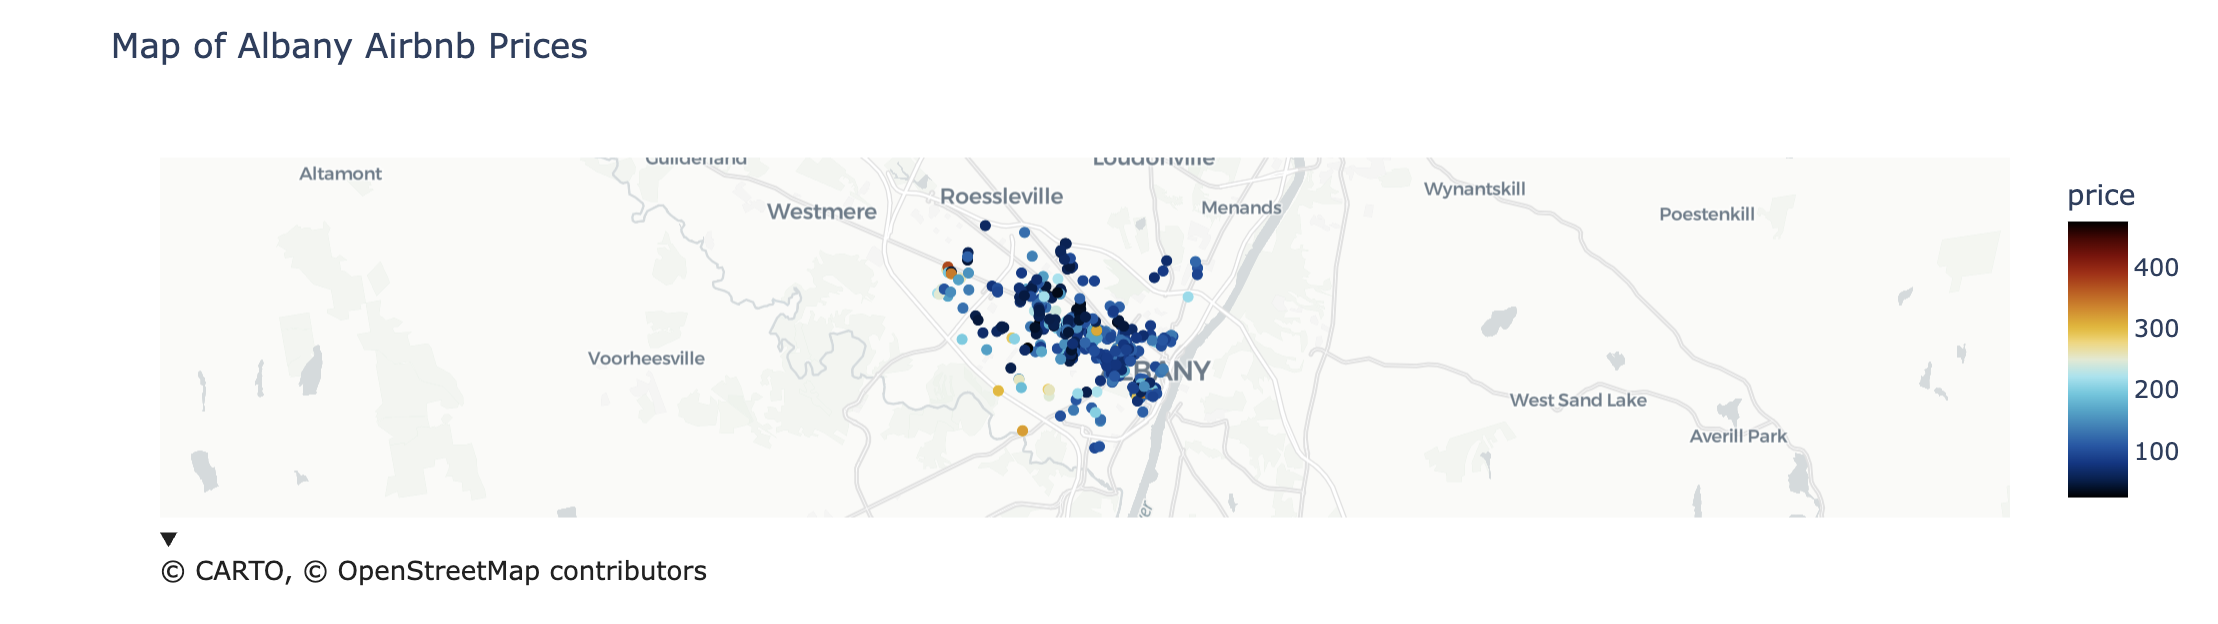 Map of Albany Airbnb Prices
Guilderland
Loudonville
Altamont
Roessleville
Wynantskill
Westmere
Menands
Poestenkill
price
400
300
Voorheesville
ALBANY
200
West Sand Lake
Averill Park
100
© CARTO, © OpenStreetMap contributors